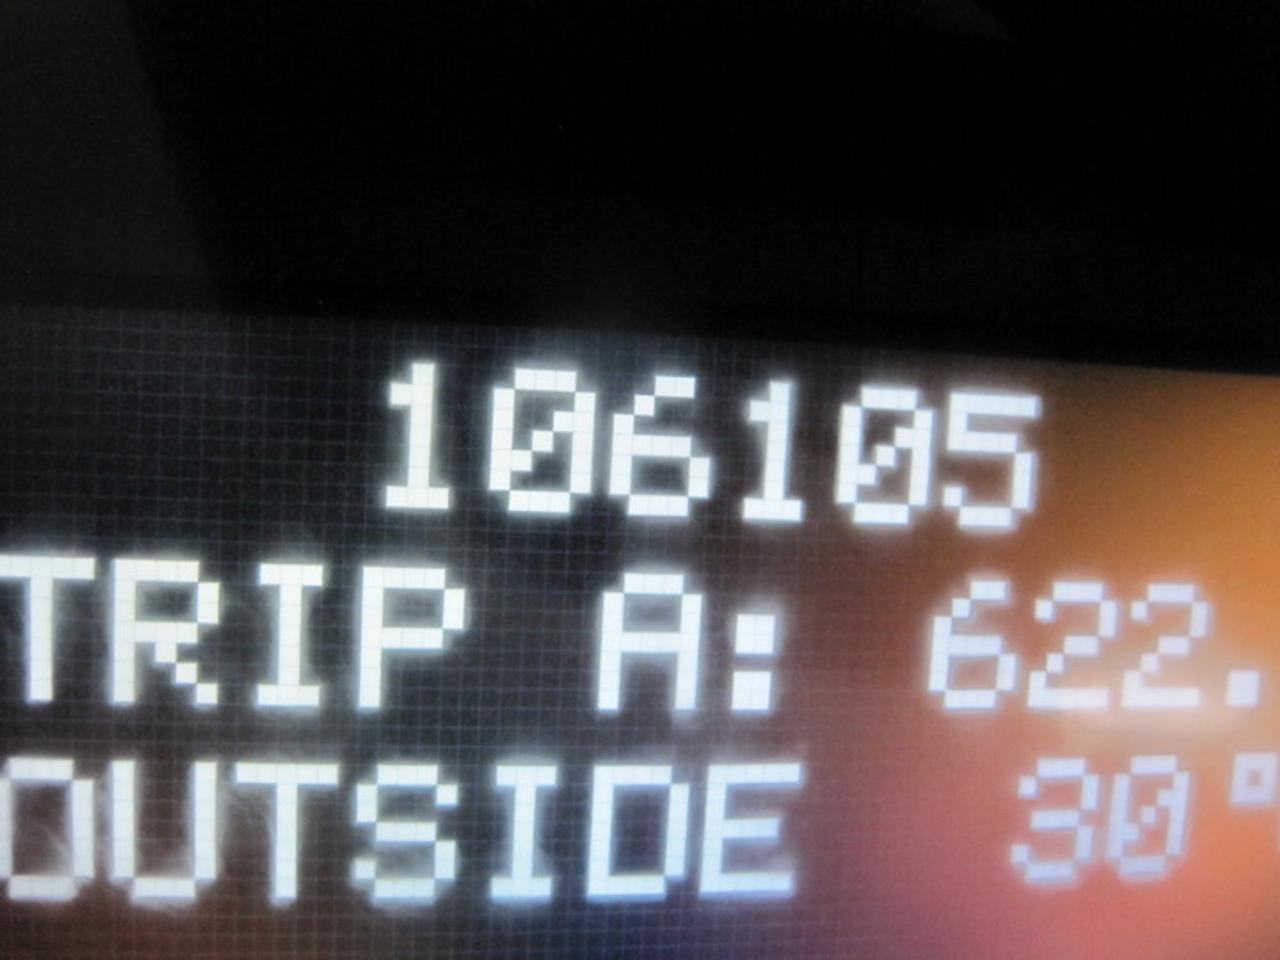 106105
TRIP A: 622.
OUTSIDE 30°